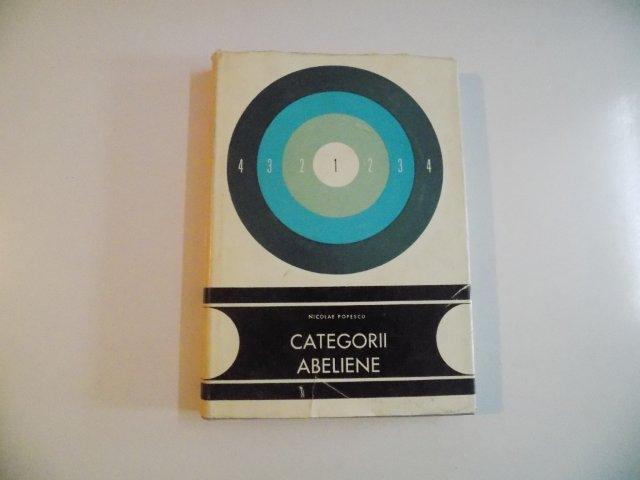 4 3 2 1 2 3 4
NICOLAE POPESCU
CATEGORII
ABELIENE